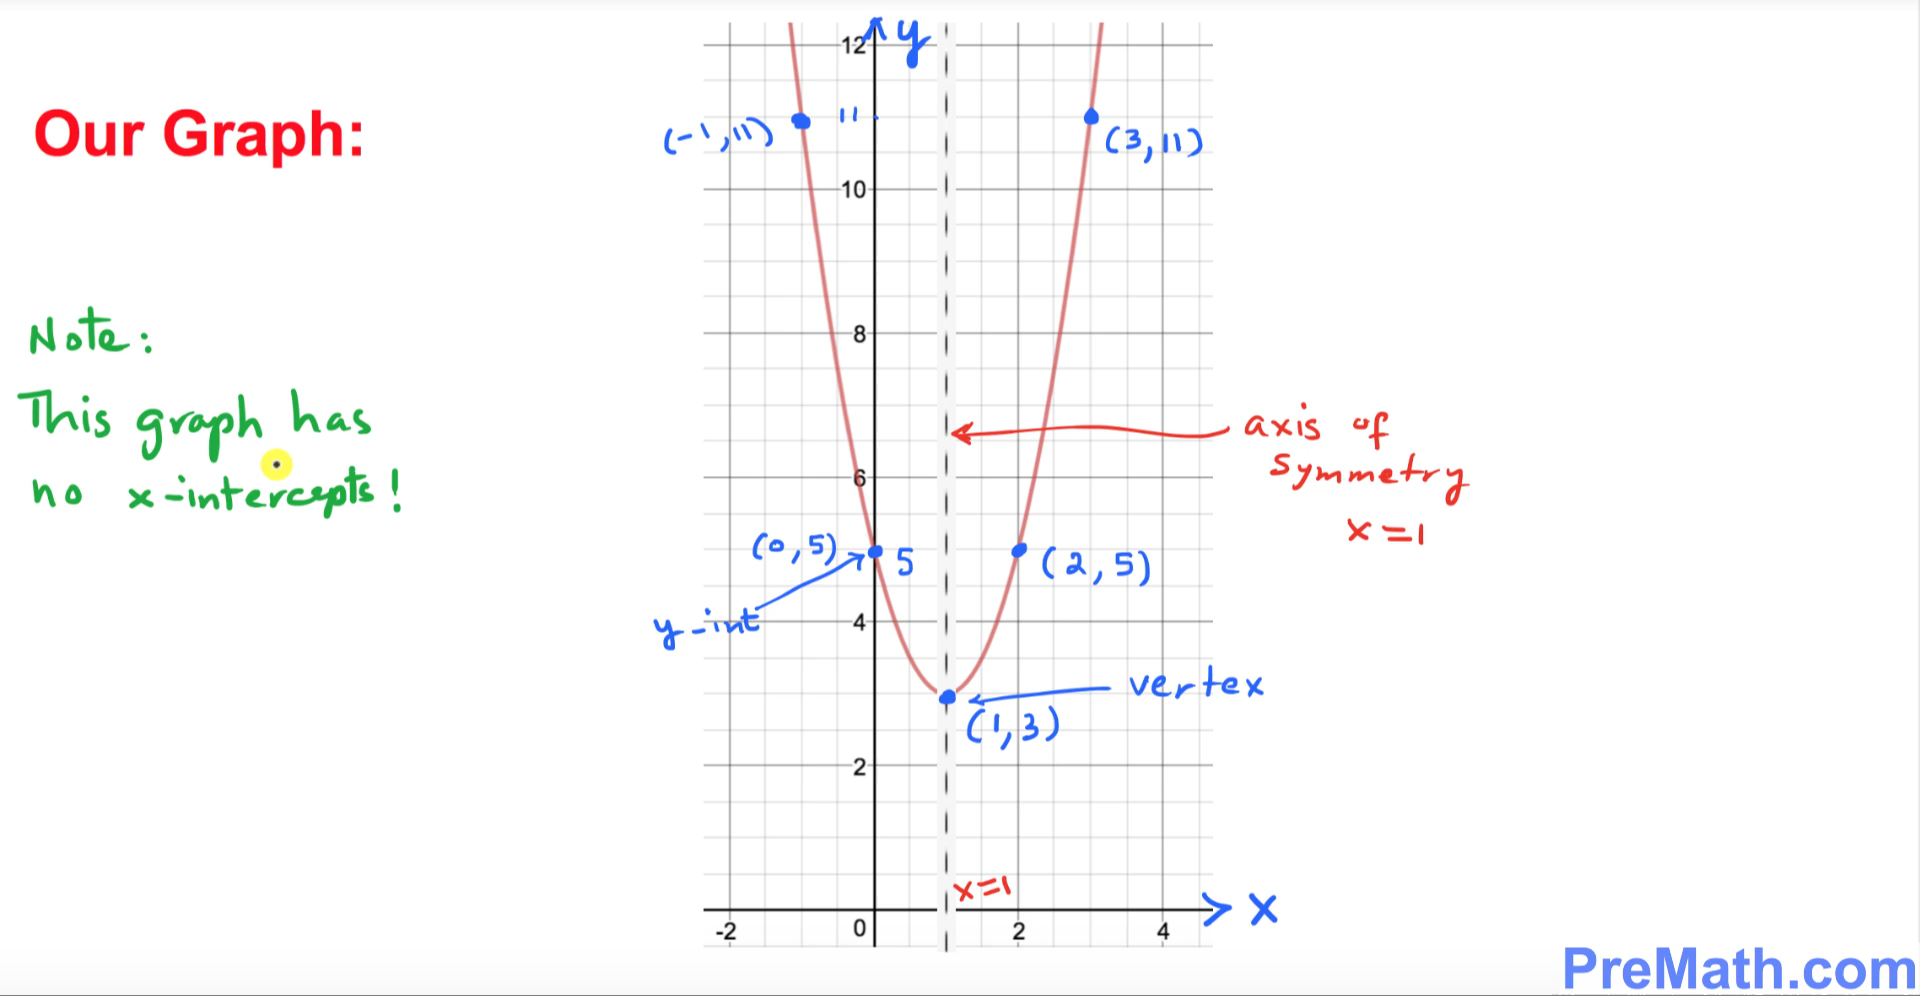 Our Graph:
Note:
This graph has
no x-intercepts!
y
12
11
(-1,11)
(3,11)
10
8
axis of
symmetry
x=1
6
(0,5)
5
(2,5)
y-int
4
vertex
(1,3)
2
x=1
x
-2
0
2
4
PreMath.com